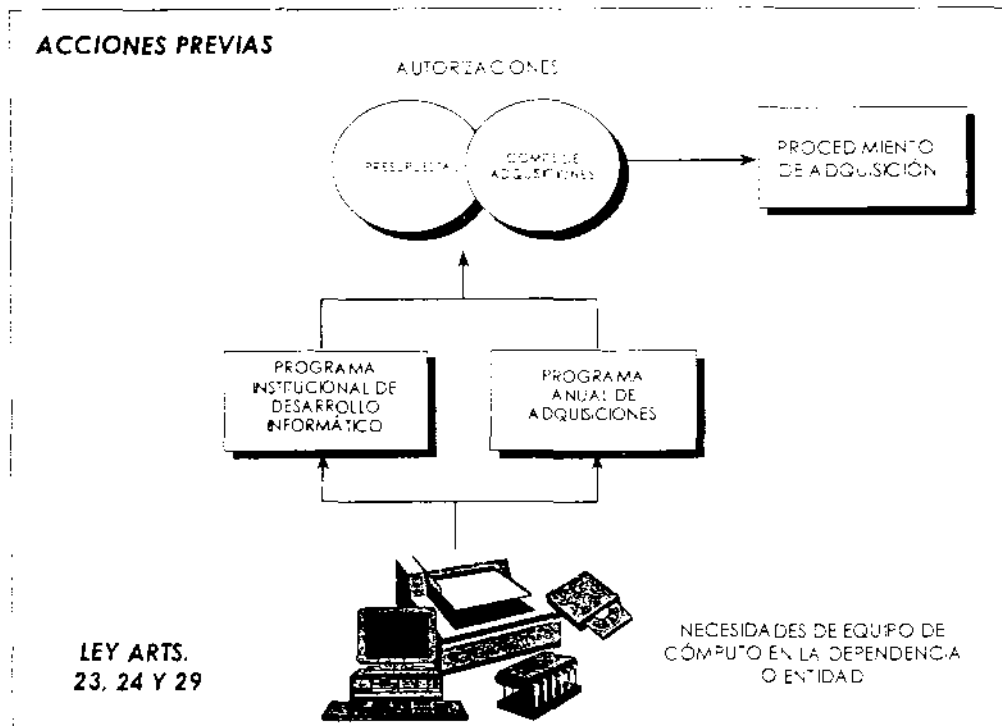 ACCIONES PREVIAS
AUTORIZACIONES
PRESUPUESTAL
COMITÉ DE
ADQUISICIONES
PROCEDIMIENTO
DE ADQUISICIÓN
PROGRAMA
INSTITUCIONAL DE
DESARROLLO
INFORMÁTICO
PROGRAMA
ANUAL DE
ADQUISICIONES
LEY ARTS.
23, 24 Y 29
NECESIDADES DE EQUIPO DE
CÓMPUTO EN LA DEPENDENCIA
O ENTIDAD